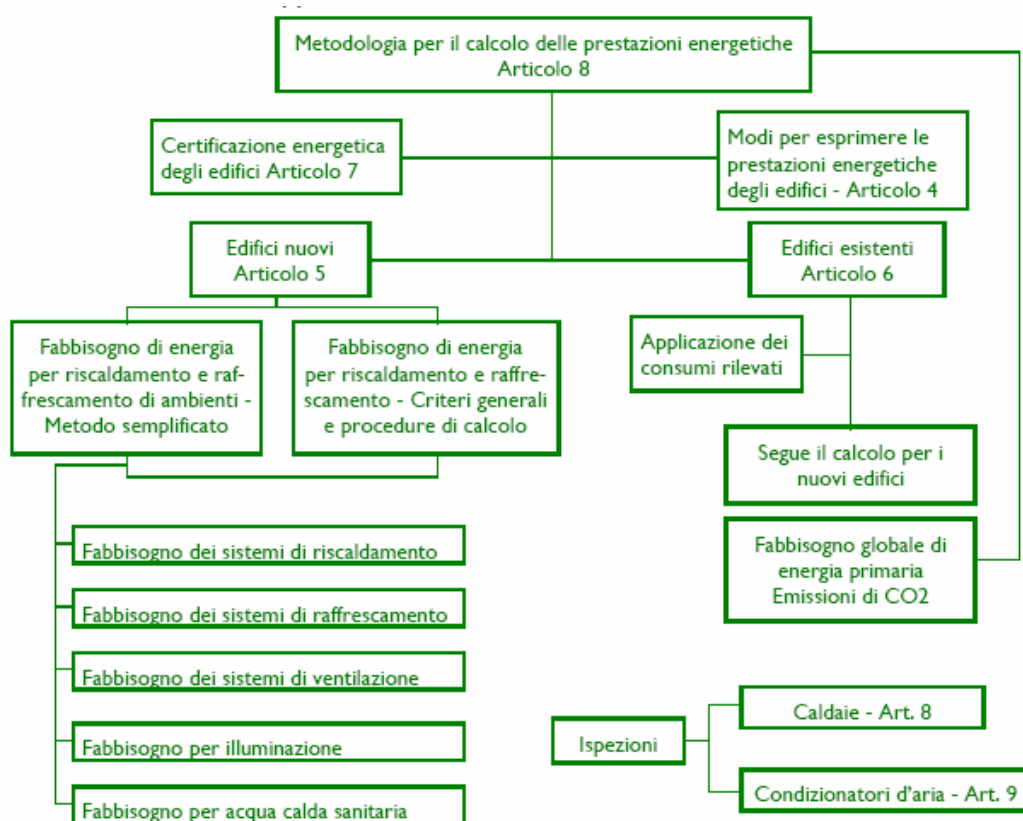 Metodologia per il calcolo delle prestazioni energetiche
Articolo 8
Certificazione energetica
degli edifici Articolo 7
Modi per esprimere le
prestazioni energetiche
degli edifici - Articolo 4
Edifici nuovi
Articolo 5
Edifici esistenti
Articolo 6
Fabbisogno di energia
per riscaldamento e raf-
frescamento di ambienti -
Metodo semplificato
Fabbisogno di energia
per riscaldamento e raffre-
scamento - Criteri generali
e procedure di calcolo
Applicazione dei
consumi rilevati
Segue il calcolo per i
nuovi edifici
Fabbisogno globale di
energia primaria
Emissioni di CO2
Fabbisogno dei sistemi di riscaldamento
Fabbisogno dei sistemi di raffrescamento
Fabbisogno dei sistemi di ventilazione
Fabbisogno per illuminazione
Fabbisogno per acqua calda sanitaria
Ispezioni
Caldaie - Art. 8
Condizionatori d'aria - Art. 9